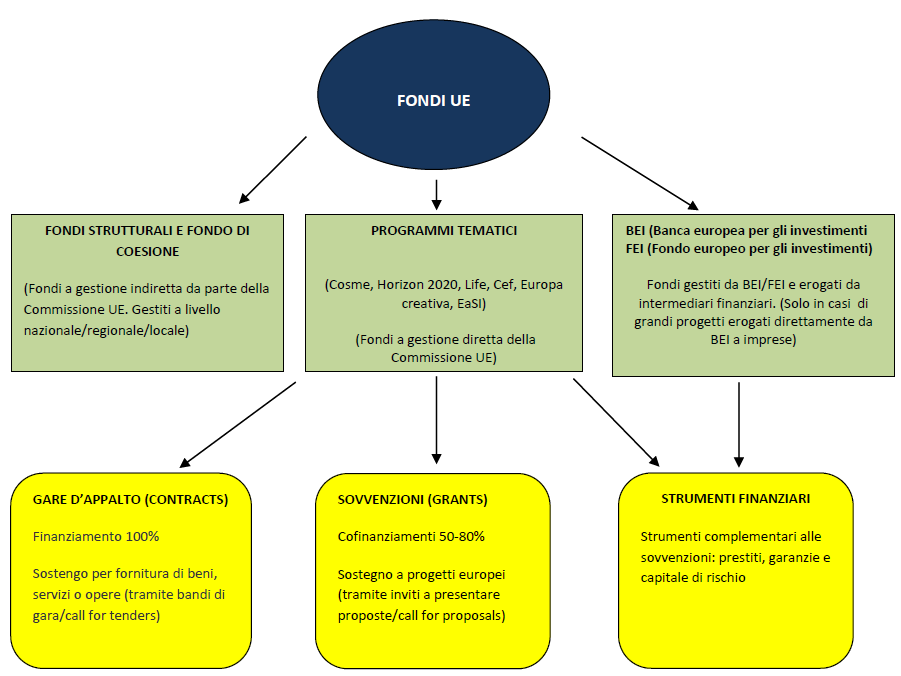 FONDI UE
FONDI STRUTTURALI E FONDO DI
COESIONE
(Fondi a gestione indiretta da parte della
Commissione UE. Gestiti a livello
nazionale/regionale/locale)
PROGRAMMI TEMATICI
(Cosme, Horizon 2020, Life, Cef, Europa
creativa, EaSI)
(Fondi a gestione diretta della
Commissione UE)
BEI (Banca europea per gli investimenti
FEI (Fondo europeo per gli investimenti)
Fondi gestiti da BEI/FEI e erogati da
intermediari finanziari. (Solo in casi di
grandi progetti erogati direttamente da
BEI a imprese)
GARE D’APPALTO (CONTRACTS)
Finanziamento 100%
Sostengo per fornitura di beni,
servizi o opere (tramite bandi di
gara/call for tenders)
SOVVENZIONI (GRANTS)
Cofinanziamenti 50-80%
Sostegno a progetti europei
(tramite inviti a presentare
proposte/call for proposals)
STRUMENTI FINANZIARI
Strumenti complementari alle
sovvenzioni: prestiti, garanzie e
capitale di rischio